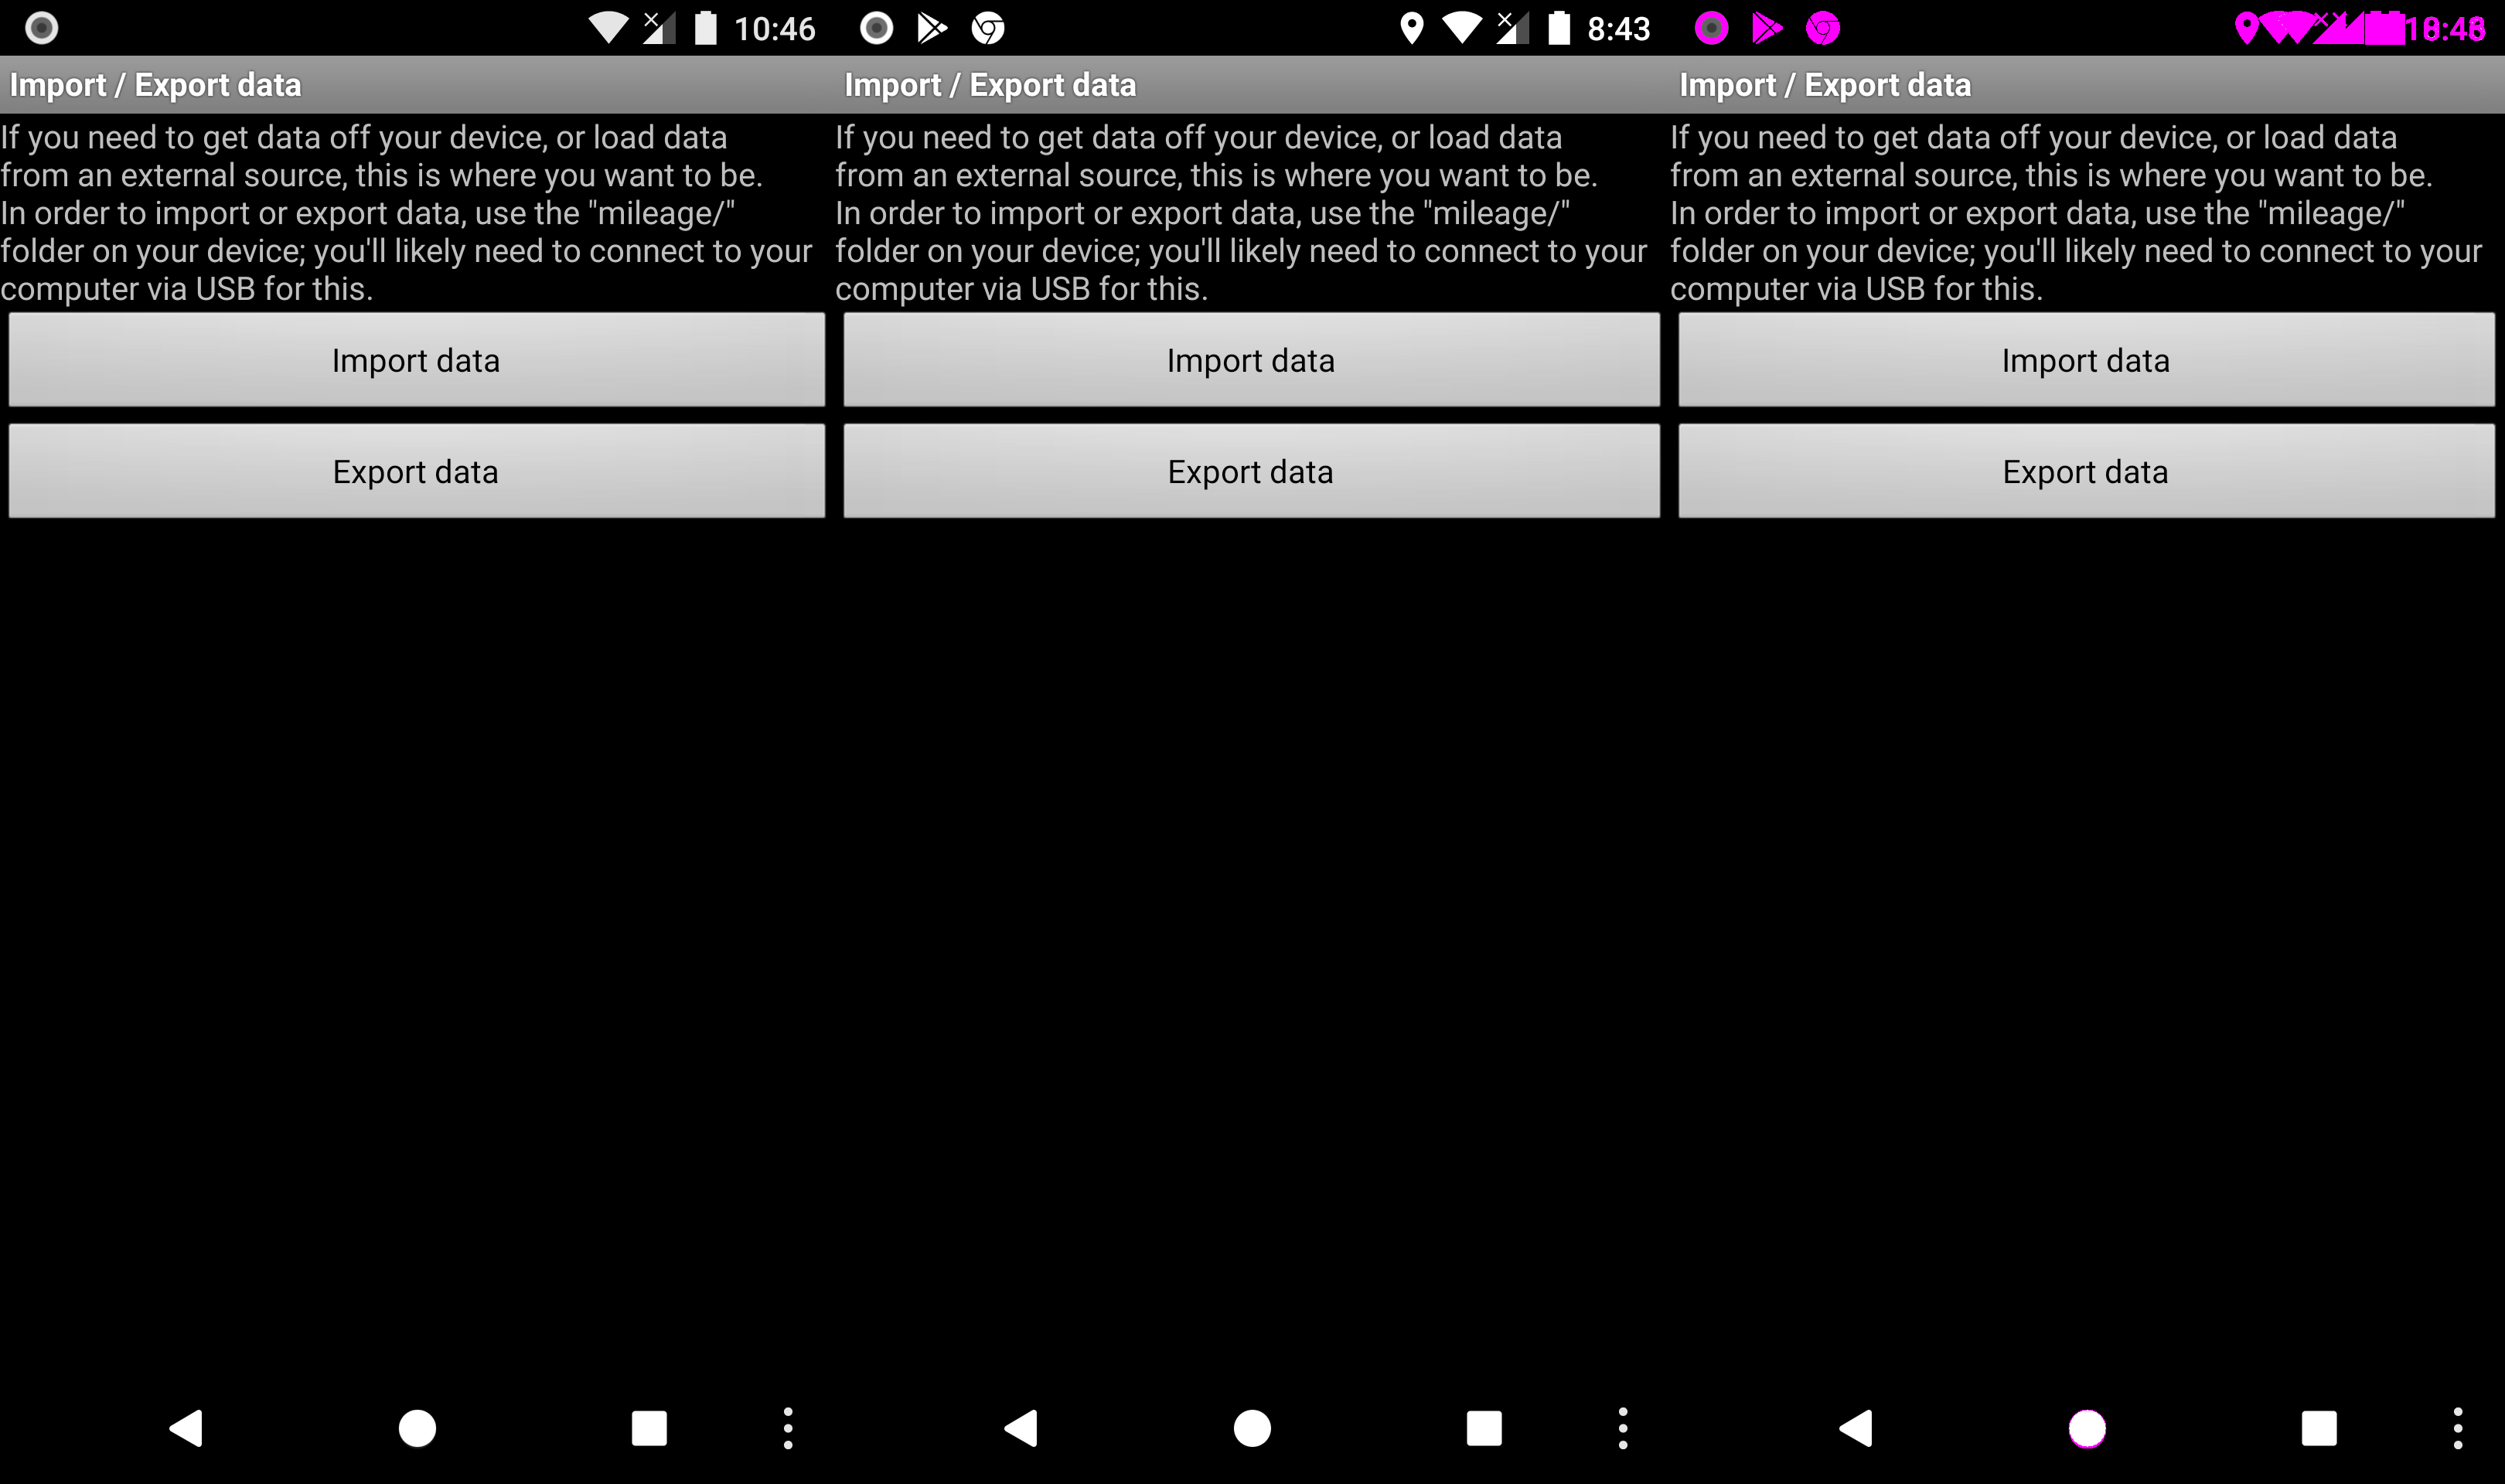 10:46
Import / Export data
If you need to get data off your device, or load data
from an external source, this is where you want to be.
In order to import or export data, use the "mileage/"
folder on your device; you'll likely need to connect to your
computer via USB for this.
Import data
Export data
8:43
Import / Export data
If you need to get data off your device, or load data
from an external source, this is where you want to be.
In order to import or export data, use the "mileage/"
folder on your device; you'll likely need to connect to your
computer via USB for this.
Import data
Export data
Import / Export data
If you need to get data off your device, or load data
from an external source, this is where you want to be.
In order to import or export data, use the "mileage/"
folder on your device; you'll likely need to connect to your
computer via USB for this.
Import data
Export data